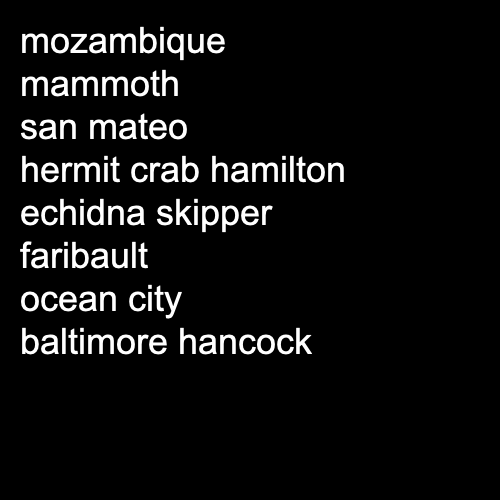 mozambique
mammoth
san mateo
hermit crab hamilton
echidna skipper
faribault
ocean city
baltimore hancock